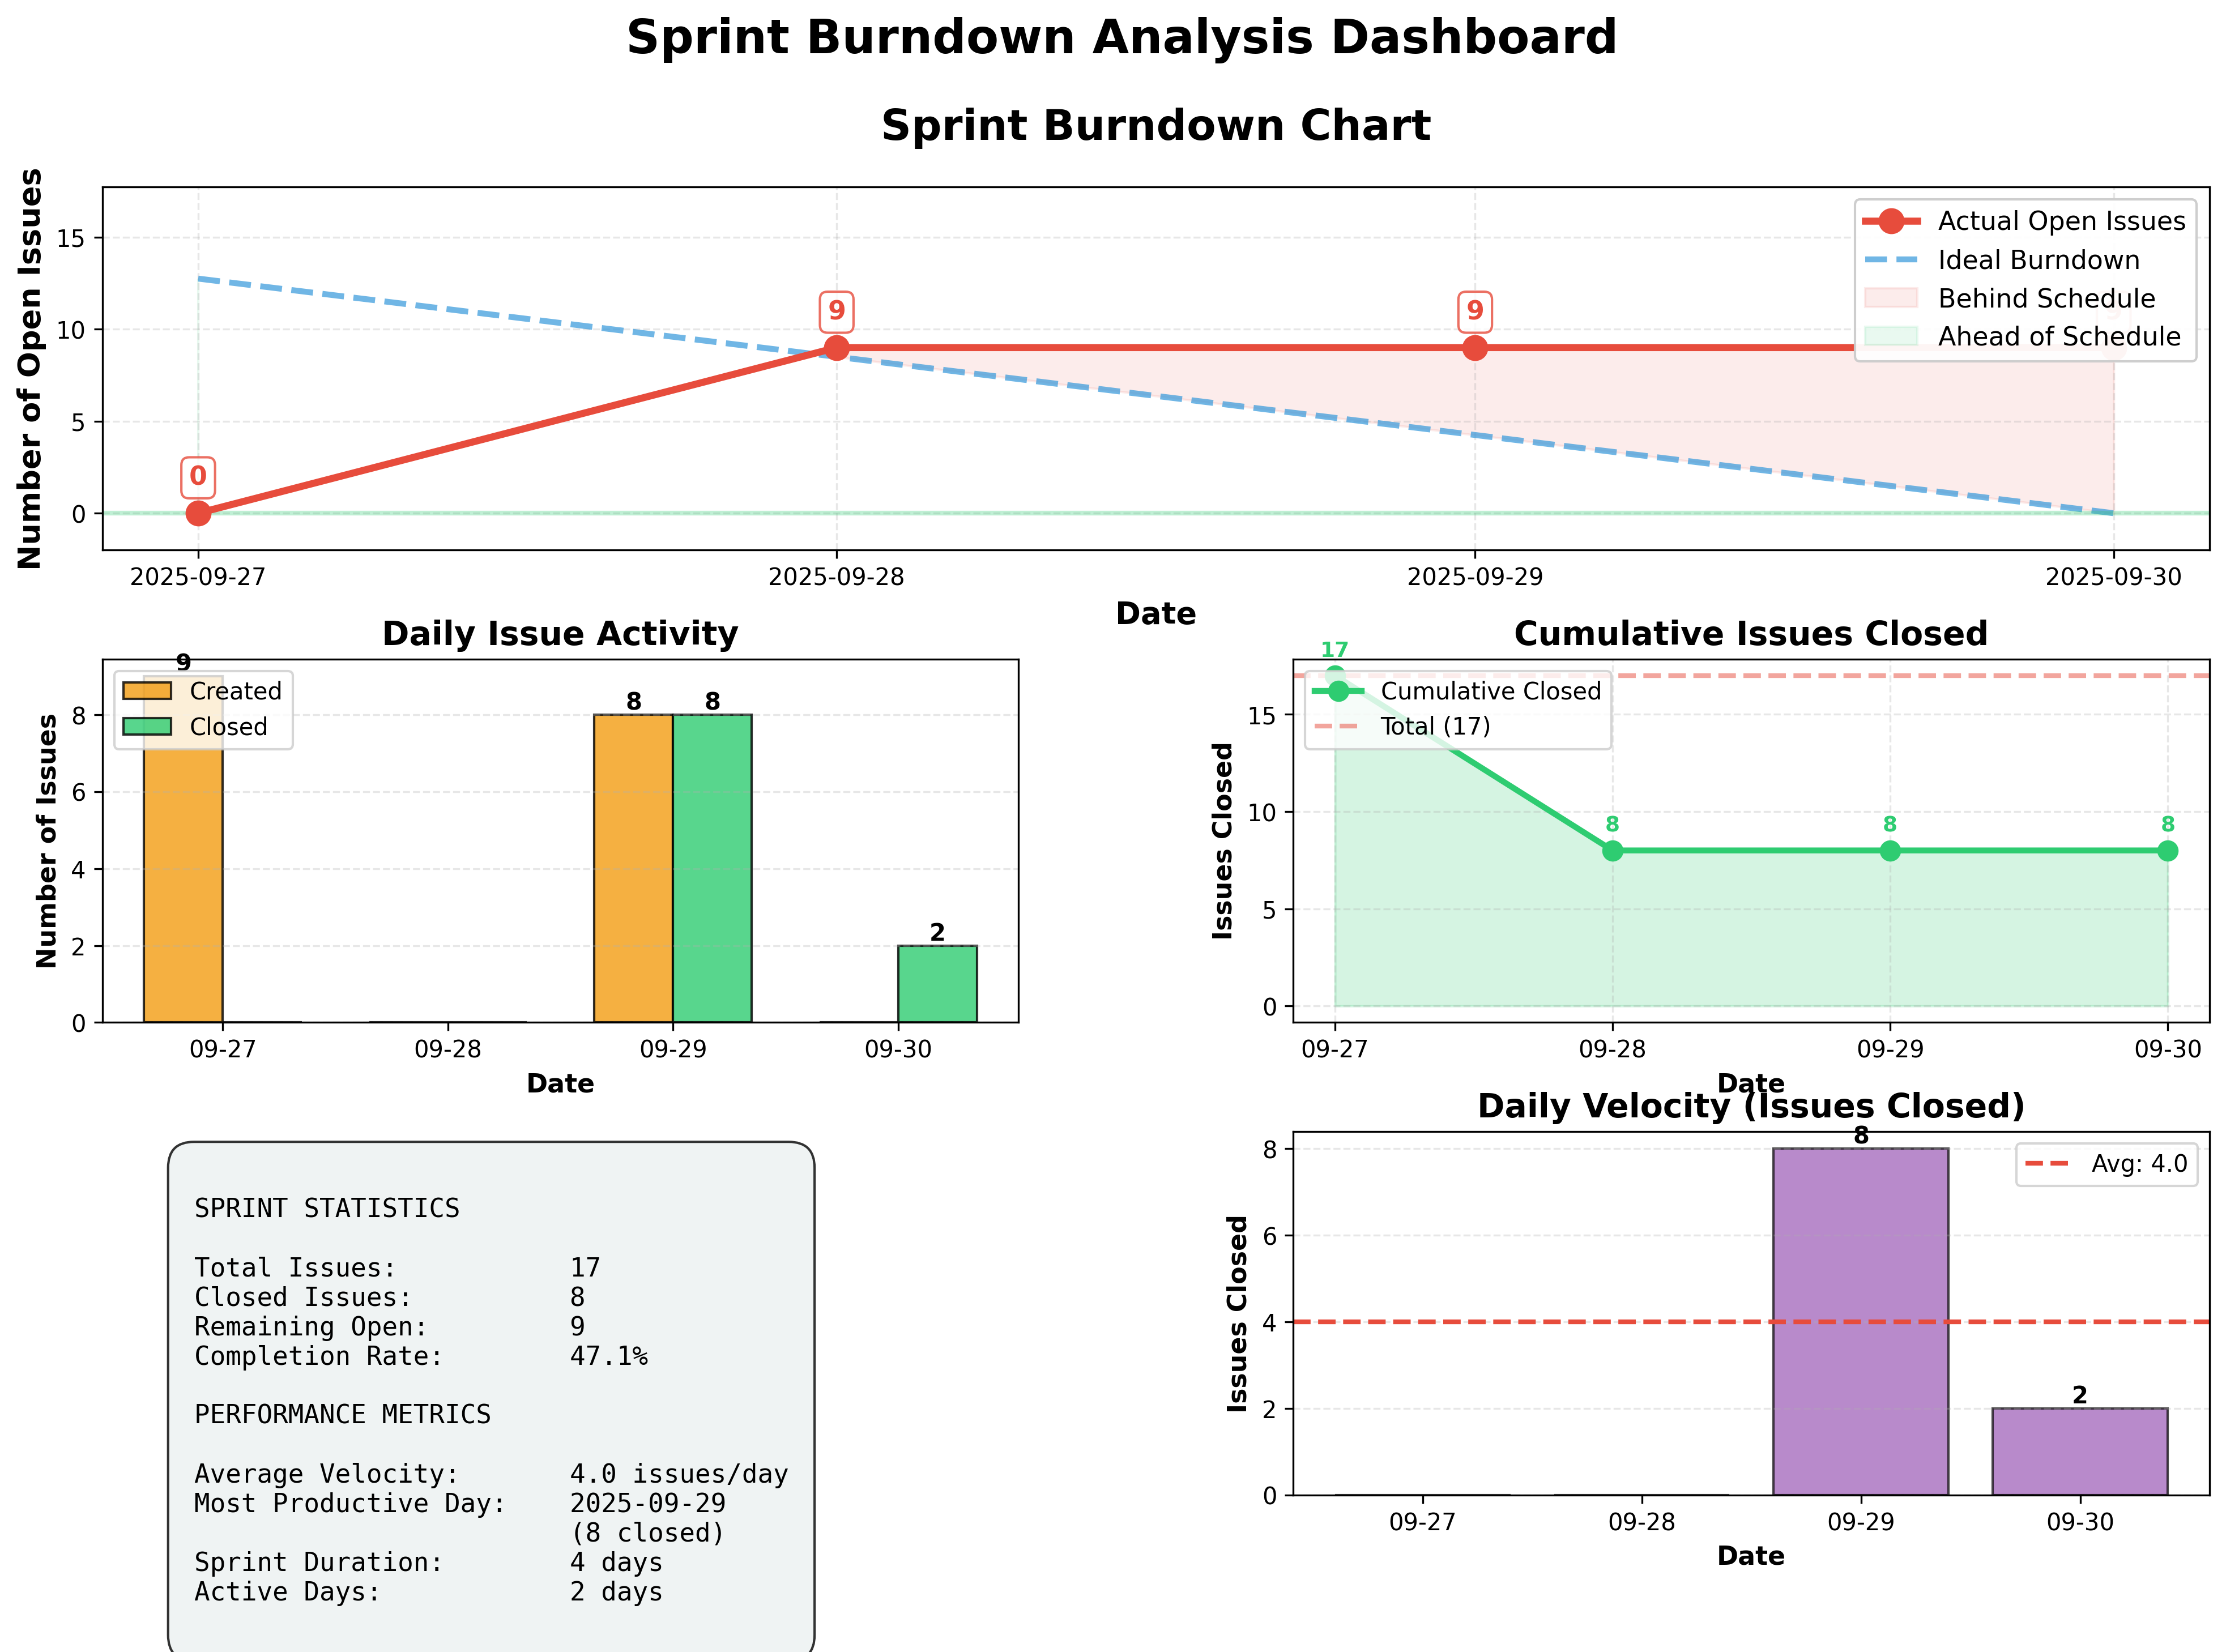 Sprint Burndown Analysis Dashboard
Sprint Burndown Chart
Number of Open Issues
15
10
5
0
0
9
9
9
Actual Open Issues
Ideal Burndown
Behind Schedule
Ahead of Schedule
2025-09-27
2025-09-28
2025-09-29
2025-09-30
Date
Daily Issue Activity
Number of Issues
8
6
4
2
0
9
8
8
2
Created
Closed
09-27
09-28
09-29
09-30
Date
Cumulative Issues Closed
Issues Closed
15
10
5
0
17
8
8
8
Cumulative Closed
Total (17)
09-27
09-28
09-29
09-30
Date
SPRINT STATISTICS
Total Issues: 17
Closed Issues: 8
Remaining Open: 9
Completion Rate: 47.1%
PERFORMANCE METRICS
Average Velocity: 4.0 issues/day
Most Productive Day: 2025-09-29
(8 closed)
Sprint Duration: 4 days
Active Days: 2 days
Daily Velocity (Issues Closed)
Issues Closed
8
6
4
2
0
8
2
Avg: 4.0
09-27
09-28
09-29
09-30
Date